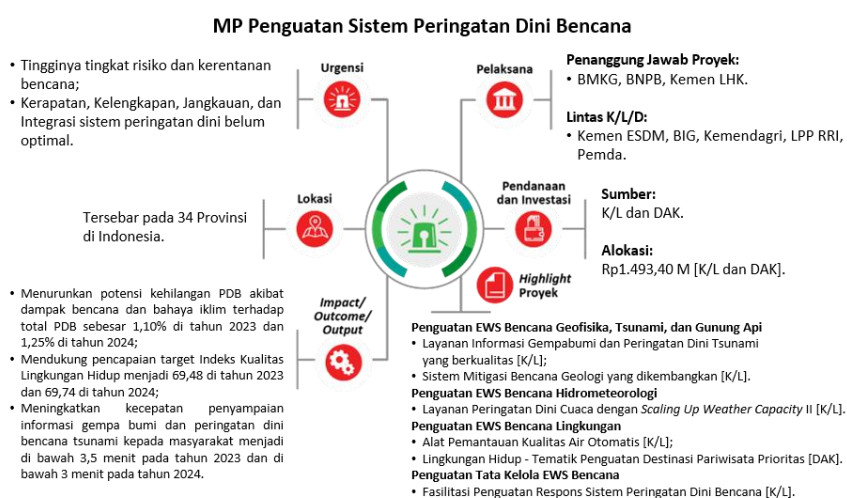 MP Penguatan Sistem Peringatan Dini Bencana
Urgensi
• Tingginya tingkat risiko dan kerentanan
bencana;
• Kerapatan, Kelengkapan, Jangkauan, dan
Integrasi sistem peringatan dini belum
optimal.
Pelaksana
Penanggung Jawab Proyek:
• BMKG, BNPB, Kemen LHK.
Lintas K/L/D:
• Kemen ESDM, BIG, Kemendagri, LPP RRI,
Pemda.
Lokasi
Tersebar pada 34 Provinsi
di Indonesia.
Pendanaan
dan Investasi
Sumber:
K/L dan DAK.
Alokasi:
Rp1.493,40 M [K/L dan DAK].
Impact/
Outcome/
Output
• Menurunkan potensi kehilangan PDB akibat
dampak bencana dan bahaya iklim terhadap
total PDB sebesar 1,10% di tahun 2023 dan
1,25% di tahun 2024;
• Mendukung pencapaian target Indeks Kualitas
Lingkungan Hidup menjadi 69,48 di tahun 2023
dan 69,74 di tahun 2024;
• Meningkatkan kecepatan penyampaian
informasi gempa bumi dan peringatan dini
bencana tsunami kepada masyarakat menjadi
di bawah 3,5 menit pada tahun 2023 dan di
bawah 3 menit pada tahun 2024.
Highlight
Proyek
Penguatan EWS Bencana Geofisika, Tsunami, dan Gunung Api
• Layanan Informasi Gempabumi dan Peringatan Dini Tsunami
yang berkualitas [K/L];
• Sistem Mitigasi Bencana Geologi yang dikembangkan [K/L].
Penguatan EWS Bencana Hidrometeorologi
• Layanan Peringatan Dini Cuaca dengan Scaling Up Weather Capacity II [K/L].
Penguatan EWS Bencana Lingkungan
• Alat Pemantauan Kualitas Air Otomatis [K/L];
• Lingkungan Hidup - Tematik Penguatan Destinasi Pariwisata Prioritas [DAK].
Penguatan Tata Kelola EWS Bencana
• Fasilitasi Penguatan Respons Sistem Peringatan Dini Bencana [K/L].